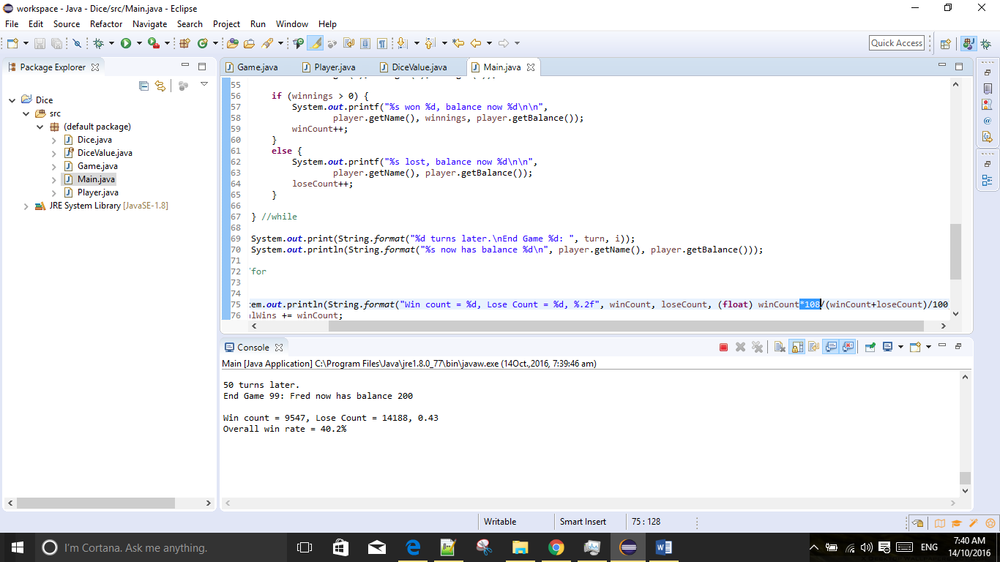 workspace - Java - Dice/src/Main.java - Eclipse
File Edit Source Refactor Navigate Search Project Run Window Help
Quick Access
Package Explorer
Game.java Player.java DiceValue.java Main.java
Dice
src
(default package)
Dice.java
DiceValue.java
Game.java
Main.java
Player.java
JRE System Library [JavaSE-1.8]
55
56 if (winnings > 0) {
57 System.out.printf("%s won %d, balance now %d\n\n",
58 player.getName(), winnings, player.getBalance());
59 winCount++;
60 }
61 else {
62 System.out.printf("%s lost, balance now %d\n\n",
63 player.getName(), player.getBalance());
64 loseCount++;
65 }
66
67 } //while
68
69 System.out.print(String.format("%d turns later.\nEnd Game %d: ", turn, i));
70 System.out.println(String.format("%s now has balance %d\n", player.getName(), player.getBalance()));
71
72 /for
73
74
75 tem.out.println(String.format("Win count = %d, Lose Count = %d, %.2f", winCount, loseCount, (float) winCount*108/(winCount+loseCount)/100
76 alWins += winCount;
Console
Main [Java Application] C:\Program Files\Java\jre1.8.0_77\bin\javaw.exe (14Oct.,2016, 7:39:46 am)
50 turns later.
End Game 99: Fred now has balance 200
Win count = 9547, Lose Count = 14188, 0.43
Overall win rate = 40.2%
Writable Smart Insert 75 : 128
I'm Cortana. Ask me anything.
ENG
7:40 AM
14/10/2016